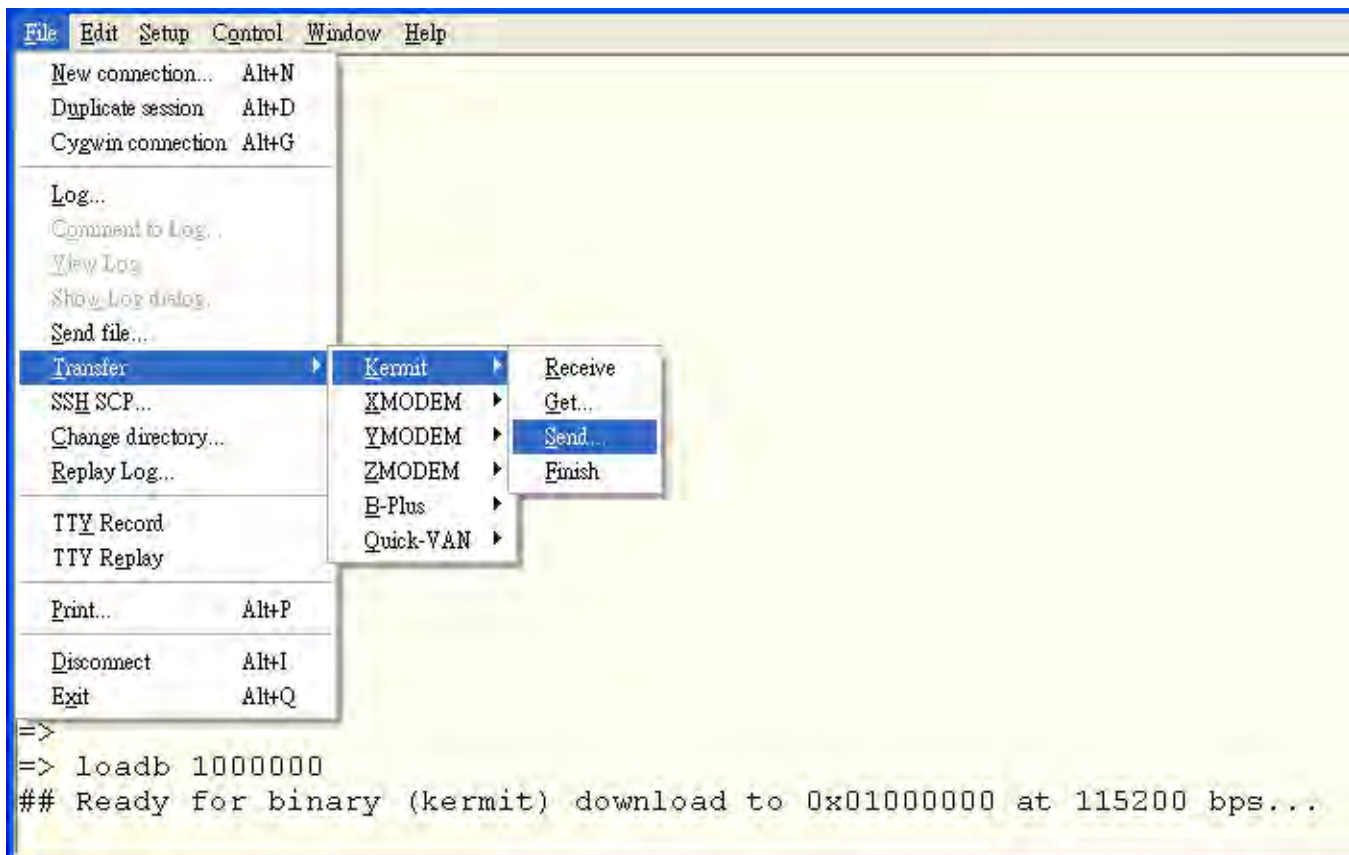 File Edit Setup Control Window Help
New connection... Alt+N
Duplicate session Alt+D
Cygwin connection Alt+G
Log...
Comment to Log...
View Log
Show Log dialog.
Send file...
Transfer
SSH SCP...
Change directory...
Replay Log...
TTY Record
TTY Replay
Print... Alt+P
Disconnect Alt+I
Exit Alt+Q
Kermit
XMODEM
YMODEM
ZMODEM
B-Plus
Quick-VAN
Receive
Get...
Send...
Finish
=>
=> loadb 1000000
## Ready for binary (kermit) download to 0x01000000 at 115200 bps...